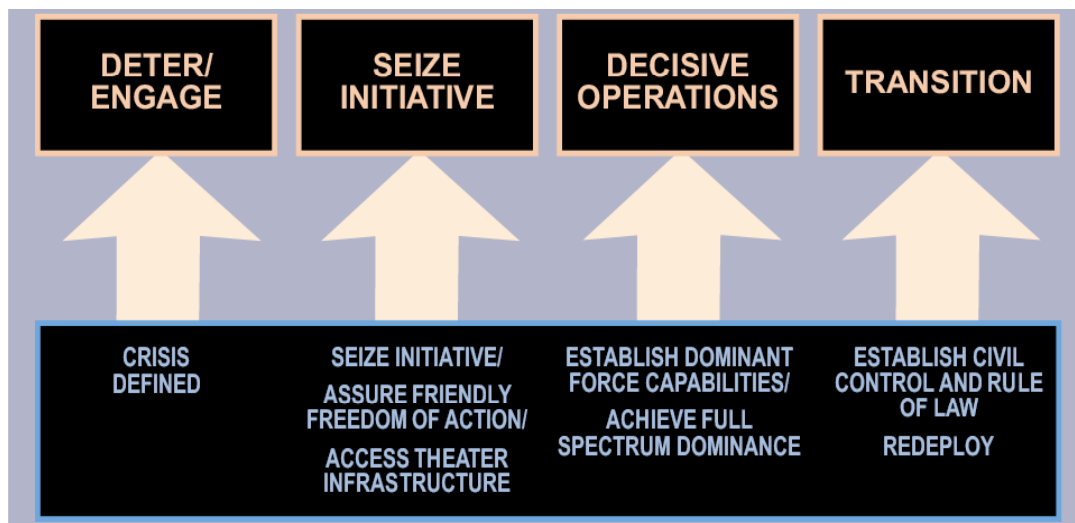 DETER/
ENGAGE
SEIZE
INITIATIVE
DECISIVE
OPERATIONS
TRANSITION
CRISIS
DEFINED
SEIZE INITIATIVE/
ASSURE FRIENDLY
FREEDOM OF ACTION/
ACCESS THEATER
INFRASTRUCTURE
ESTABLISH DOMINANT
FORCE CAPABILITIES/
ACHIEVE FULL
SPECTRUM DOMINANCE
ESTABLISH CIVIL
CONTROL AND RULE
OF LAW
REDEPLOY